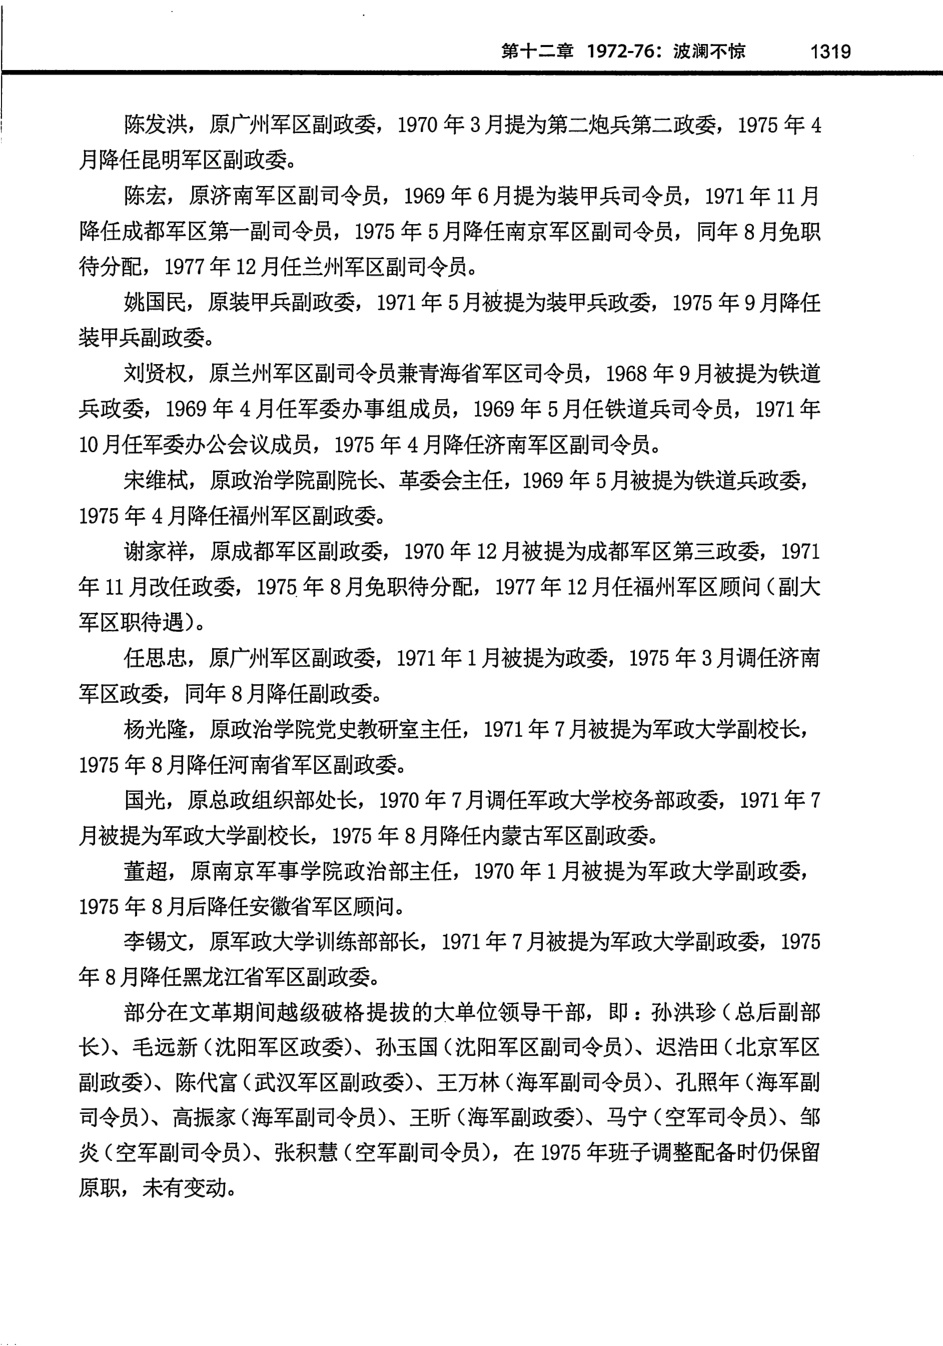 第十二章 1972-76：波澜不惊 1319
陈发洪，原广州军区副政委，1970 年 3 月提为第二炮兵第二政委，1975 年 4
月降任昆明军区副政委。
陈宏，原济南军区副司令员，1969 年 6 月提为装甲兵司令员，1971 年 11 月
降任成都军区第一副司令员，1975 年 5 月降任南京军区副司令员，同年 8 月免职
待分配，1977 年 12 月任兰州军区副司令员。
姚国民，原装甲兵副政委，1971 年 5 月被提为装甲兵政委，1975 年 9 月降任
装甲兵副政委。
刘贤权，原兰州军区副司令员兼青海省军区司令员，1968 年 9 月被提为铁道
兵政委，1969 年 4 月任军委办事组成员，1969 年 5 月任铁道兵司令员，1971 年
10 月任军委办公会议成员，1975 年 4 月降任济南军区副司令员。
宋维栻，原政治学院副院长、革委会主任，1969 年 5 月被提为铁道兵政委，
1975 年 4 月降任福州军区副政委。
谢家祥，原成都军区副政委，1970 年 12 月被提为成都军区第三政委，1971
年 11 月改任政委，1975 年 8 月免职待分配，1977 年 12 月任福州军区顾问（副大
军区职待遇）。
任思忠，原广州军区副政委，1971 年 1 月被提为政委，1975 年 3 月调任济南
军区政委，同年 8 月降任副政委。
杨光隆，原政治学院党史教研室主任，1971 年 7 月被提为军政大学副校长，
1975 年 8 月降任河南省军区副政委。
国光，原总政组织部处长，1970 年 7 月调任军政大学校务部政委，1971 年 7
月被提为军政大学副校长，1975 年 8 月降任内蒙古军区副政委。
董超，原南京军事学院政治部主任，1970 年 1 月被提为军政大学副政委，
1975 年 8 月后降任安徽省军区顾问。
李锡文，原军政大学训练部部长，1971 年 7 月被提为军政大学副政委，1975
年 8 月降任黑龙江省军区副政委。
部分在文革期间越级破格提拔的大单位领导干部，即：孙洪珍（总后副部
长）、毛远新（沈阳军区政委）、孙玉国（沈阳军区副司令员）、迟浩田（北京军区
副政委）、陈代富（武汉军区副政委）、王万林（海军副司令员）、孔照年（海军副
司令员）、高振家（海军副司令员）、王昕（海军副政委）、马宁（空军司令员）、邹
炎（空军副司令员）、张积慧（空军副司令员），在 1975 年班子调整配备时仍保留
原职，未有变动。